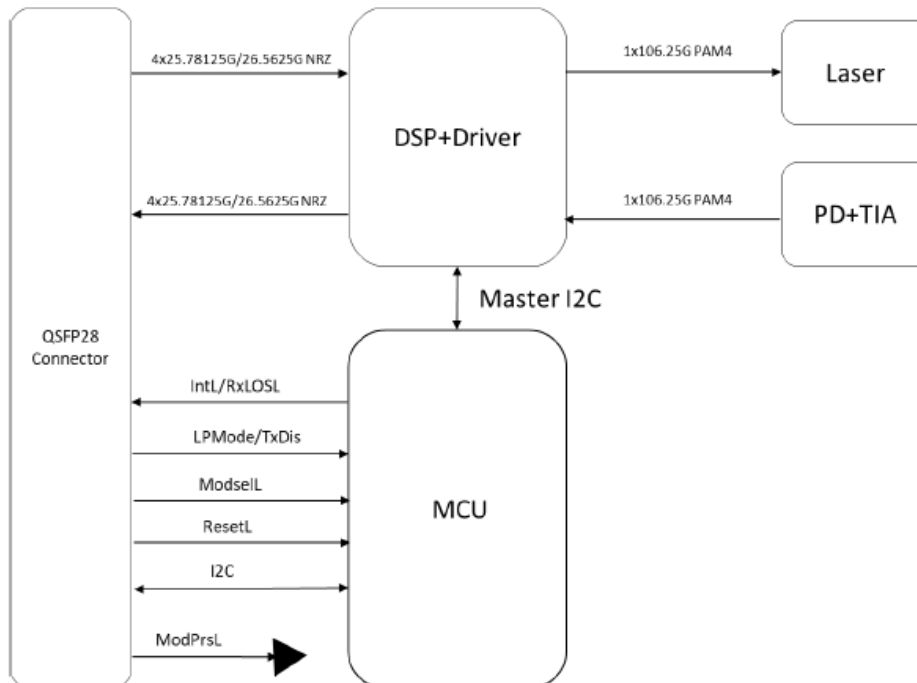 4x25.78125G/26.5625G NRZ
1x106.25G PAM4
Laser
DSP+Driver
4x25.78125G/26.5625G NRZ
1x106.25G PAM4
PD+TIA
Master I2C
QSFP28
Connector
IntL/RxLOSL
LPMode/TxDis
ModselL
ResetL
MCU
I2C
ModPrsL